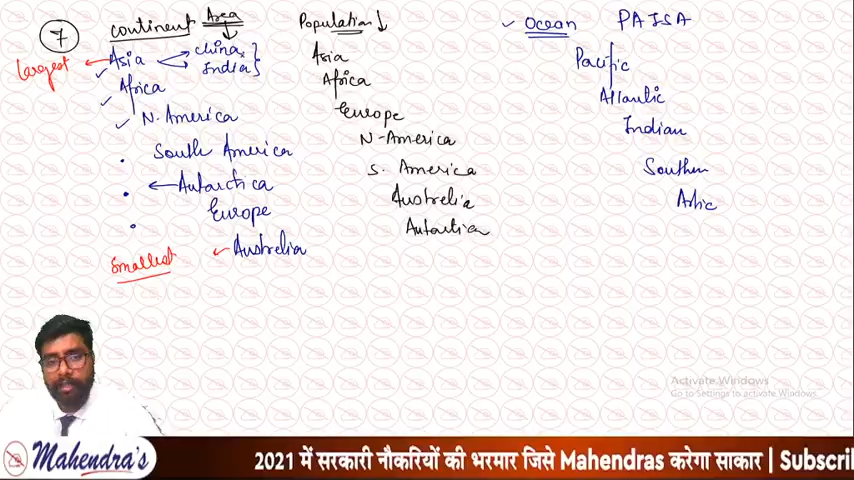 7 continent Area
largest Asia China
India
Africa
N. America
South America
Antarctica
Europe
Smallest Australia
Population
Asia
Africa
Europe
N-America
S. America
Australia
Antartica
Ocean PAISA
Pacific
Atlantic
Indian
Southern
Artic
Activate Windows
Go to Settings to activate Windows.
Mahendra's 2021 में सरकारी नौकरियों की भरमार जिसे Mahendras करेगा साकार | Subscri